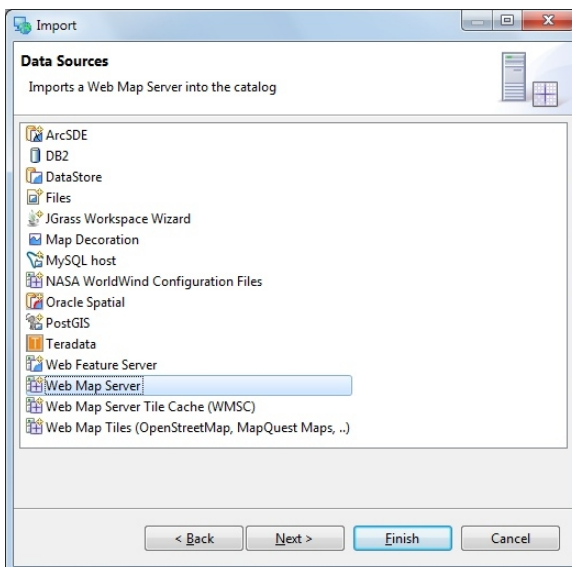 Import
Data Sources
Imports a Web Map Server into the catalog
ArcSDE
DB2
DataStore
Files
JGrass Workspace Wizard
Map Decoration
MySQL host
NASA WorldWind Configuration Files
Oracle Spatial
PostGIS
Teradata
Web Feature Server
Web Map Server
Web Map Server Tile Cache (WMSC)
Web Map Tiles (OpenStreetMap, MapQuest Maps, ..)
< Back Next > Finish Cancel